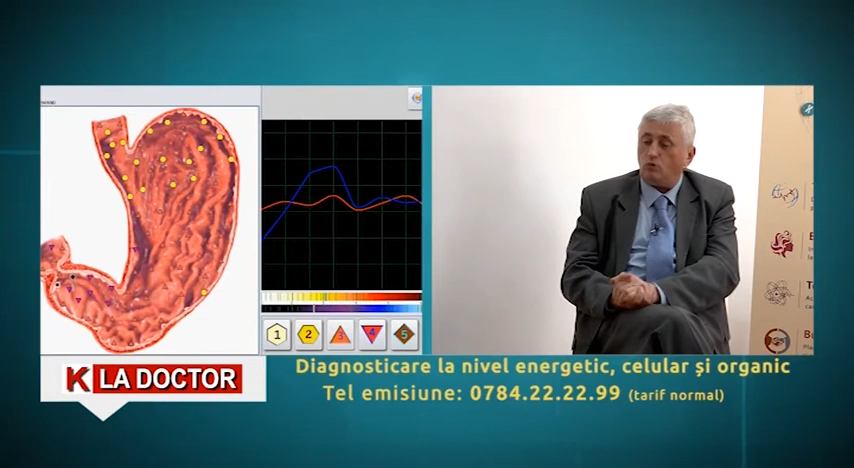 1
2
3
4
5
K LA DOCTOR
Diagnosticare la nivel energetic, celular și organic
Tel emisiune: 0784.22.22.99 (tarif normal)